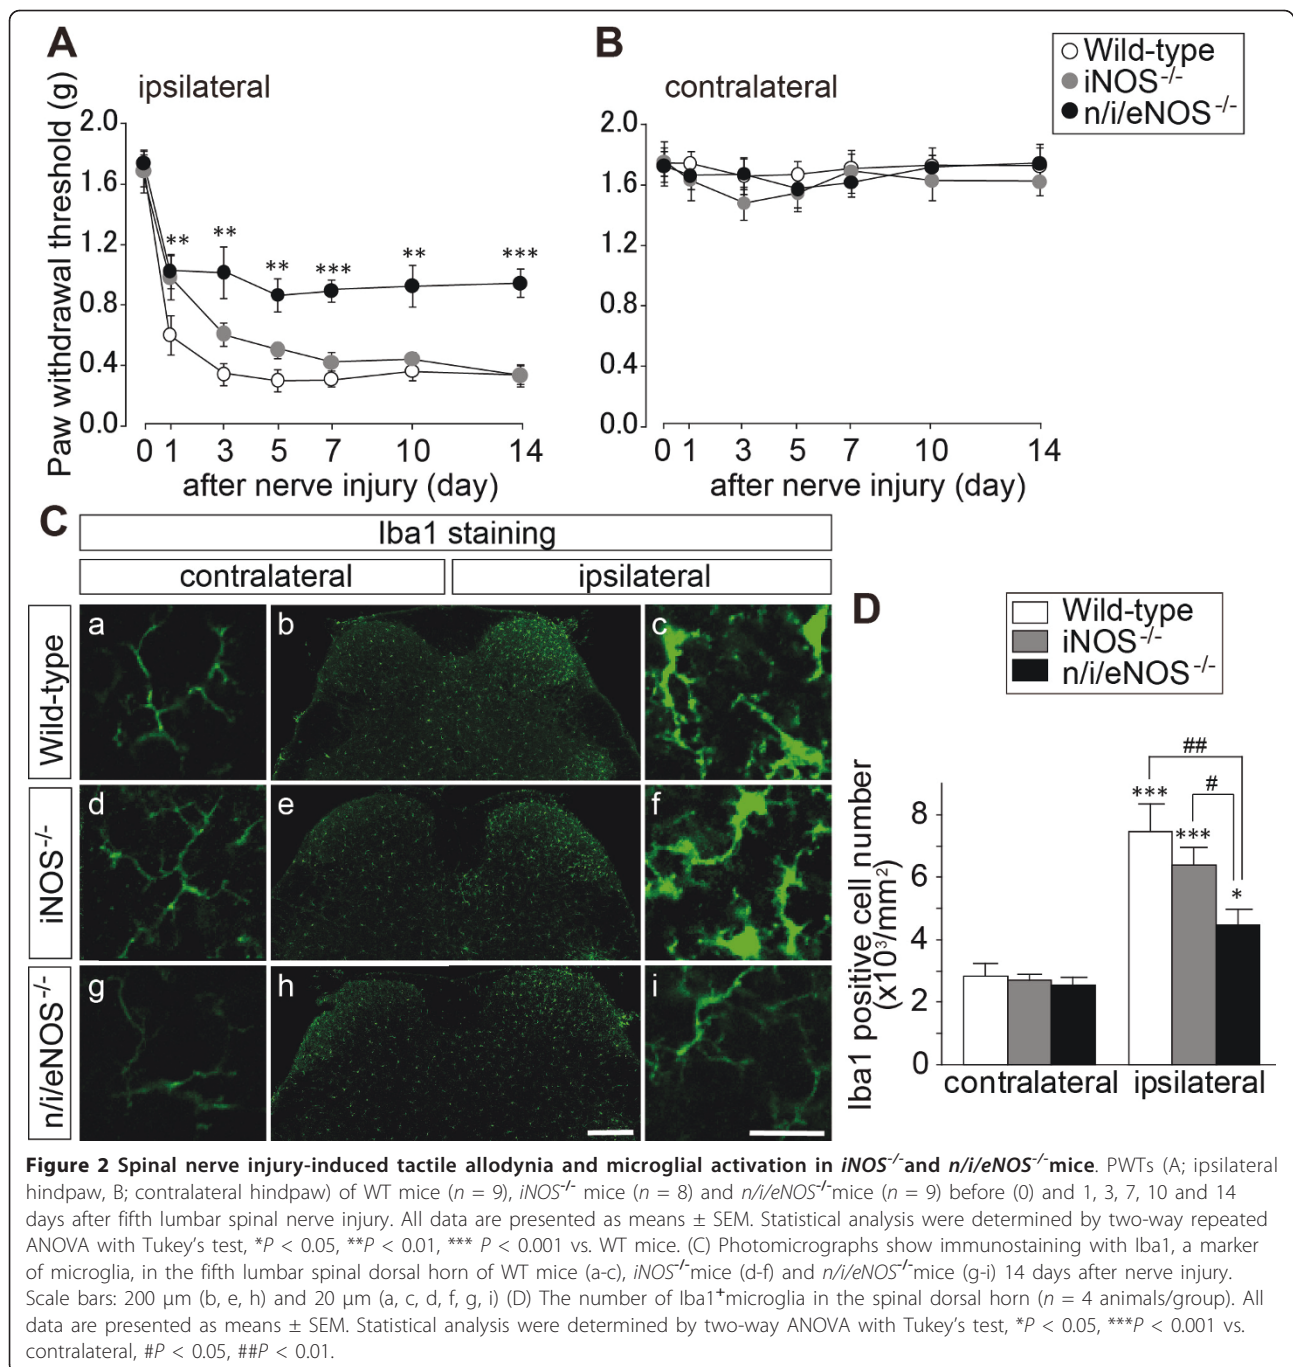 A
B
Wild-type
iNOS-/-
n/i/eNOS-/-
ipsilateral
contralateral
Paw withdrawal threshold (g)
2.0
1.6
1.2
0.8
0.4
0.0
** ** ** *** ** ***
0 1 3 5 7 10 14
after nerve injury (day)
2.0
1.6
1.2
0.8
0.4
0.0
0 1 3 5 7 10 14
after nerve injury (day)
C
Iba1 staining
contralateral ipsilateral
Wild-type
a b c
iNOS-/-
d e f
n/i/eNOS-/-
g h i
D
Wild-type
iNOS-/-
n/i/eNOS-/-
Iba1 positive cell number
(x10³/mm²)
8
6
4
2
0
##
#
***
***
*
contralateral ipsilateral
Figure 2 Spinal nerve injury-induced tactile allodynia and microglial activation in iNOS-/-and n/i/eNOS-/-mice. PWTs (A; ipsilateral
hindpaw, B; contralateral hindpaw) of WT mice (n = 9), iNOS-/- mice (n = 8) and n/i/eNOS-/-mice (n = 9) before (0) and 1, 3, 7, 10 and 14
days after fifth lumbar spinal nerve injury. All data are presented as means ± SEM. Statistical analysis were determined by two-way repeated
ANOVA with Tukey's test, *P < 0.05, **P < 0.01, *** P < 0.001 vs. WT mice. (C) Photomicrographs show immunostaining with Iba1, a marker
of microglia, in the fifth lumbar spinal dorsal horn of WT mice (a-c), iNOS-/-mice (d-f) and n/i/eNOS-/-mice (g-i) 14 days after nerve injury.
Scale bars: 200 μm (b, e, h) and 20 μm (a, c, d, f, g, i) (D) The number of Iba1+microglia in the spinal dorsal horn (n = 4 animals/group). All
data are presented as means ± SEM. Statistical analysis were determined by two-way ANOVA with Tukey's test, *P < 0.05, ***P < 0.001 vs.
contralateral, #P < 0.05, ##P < 0.01.